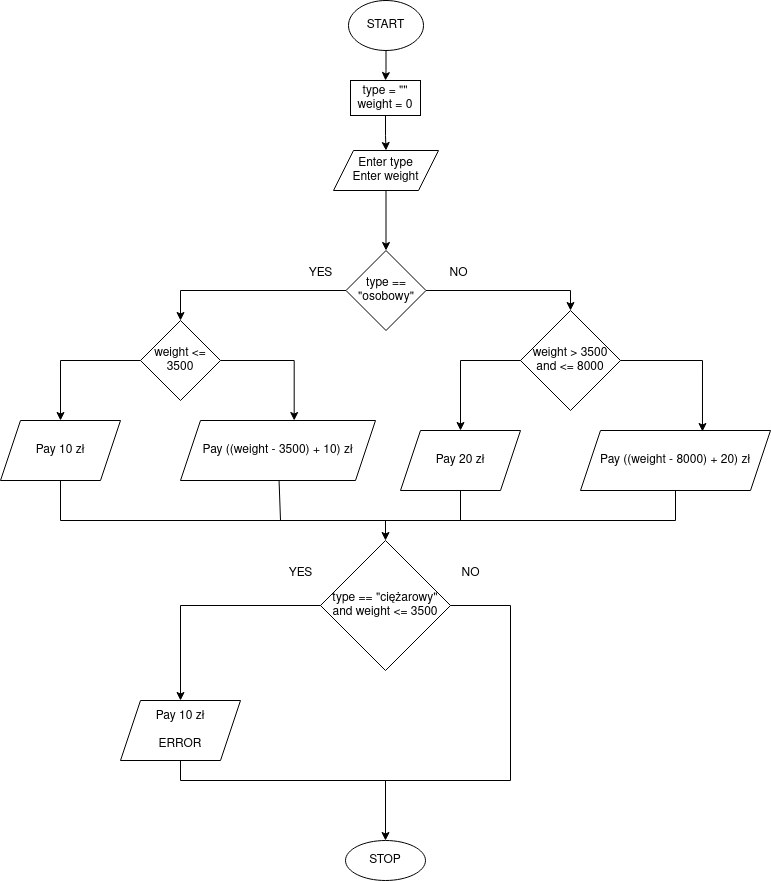 START
type = ""
weight = 0
Enter type
Enter weight
YES
NO
type ==
"osobowy"
weight <=
3500
weight > 3500
and <= 8000
Pay 10 zł
Pay ((weight - 3500) + 10) zł
Pay 20 zł
Pay ((weight - 8000) + 20) zł
YES
NO
type == "ciężarowy"
and weight <= 3500
Pay 10 zł
ERROR
STOP